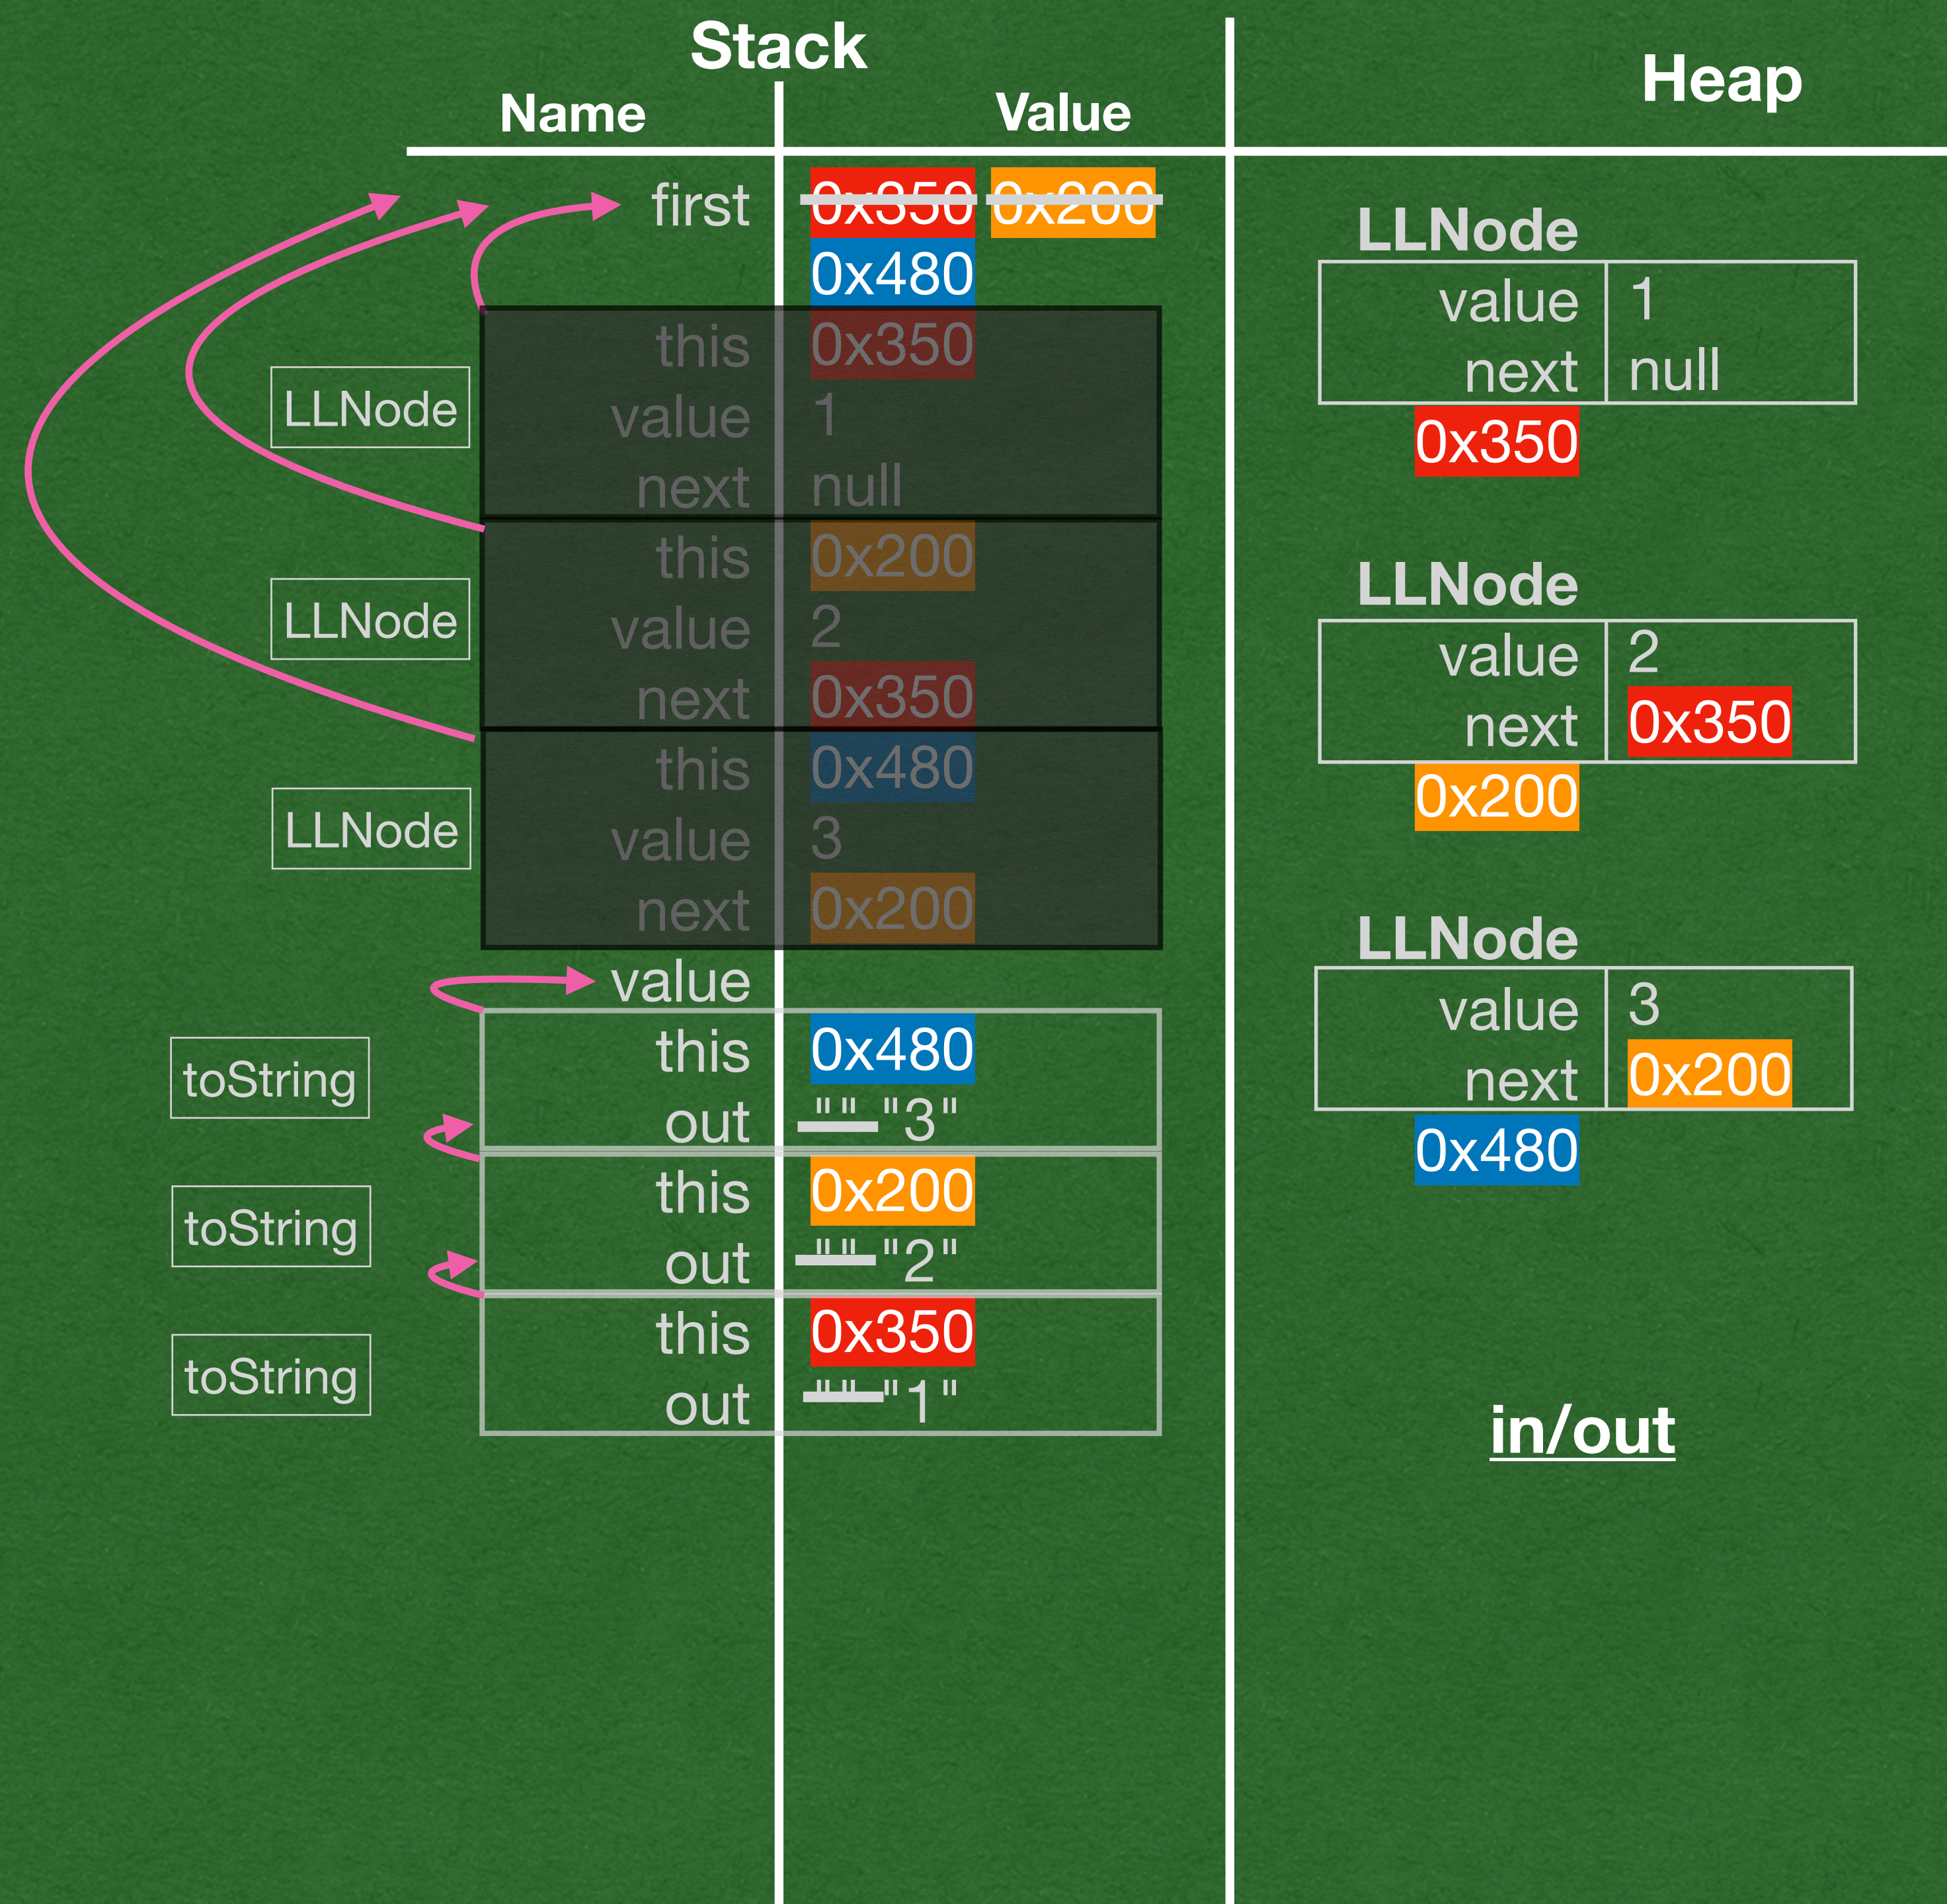 Stack
Heap
Name Value
first 0x350 0x200
0x480
LLNode
this 0x350
value 1
next null
LLNode
this 0x200
value 2
next 0x350
LLNode
this 0x480
value 3
next 0x200
value
toString
this 0x480
out "" "3"
toString
this 0x200
out "" "2"
toString
this 0x350
out "" "1"
LLNode
value 1
next null
0x350
LLNode
value 2
next 0x350
0x200
LLNode
value 3
next 0x200
0x480
in/out